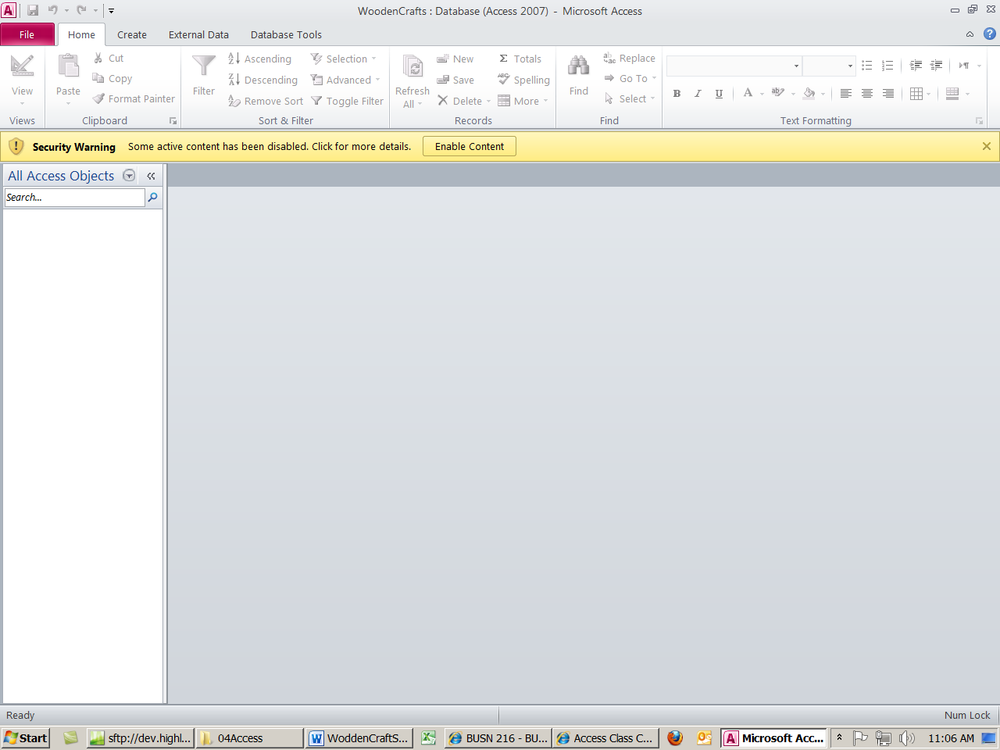 WoodenCrafts : Database (Access 2007) - Microsoft Access
File Home Create External Data Database Tools
View
Views
Paste
Cut
Copy
Format Painter
Clipboard
Filter
Ascending
Descending
Remove Sort
Selection
Advanced
Toggle Filter
Sort & Filter
Refresh
All
New
Save
Delete
Totals
Spelling
More
Records
Find
Replace
Go To
Select
Find
B I U A ab
Text Formatting
Security Warning Some active content has been disabled. Click for more details. Enable Content
All Access Objects
Search...
Ready Num Lock
Start sftp://dev.highl... 04Access WoddenCraftS... BUSN 216 - BU... Access Class C... Microsoft Acc... 11:06 AM